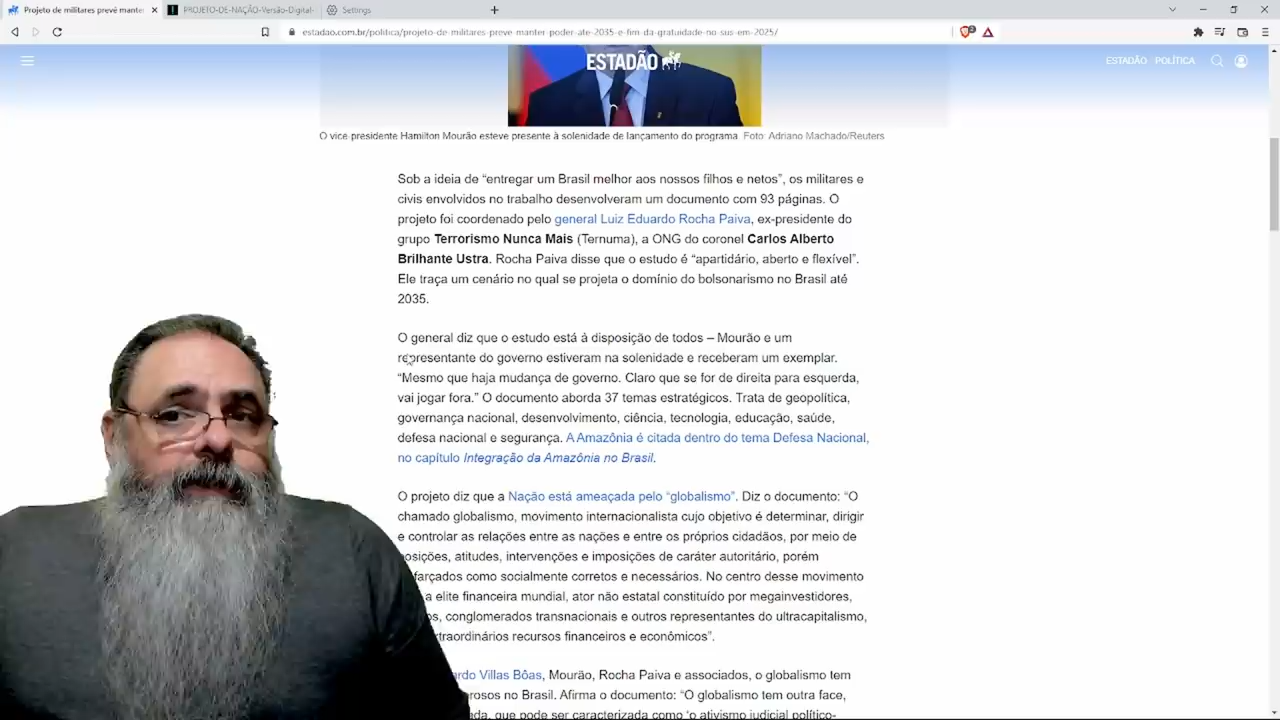 Projeto de militares prevê manter
PROJETO-DE-NAÇÃO-Versão-Digital-
Settings
estadao.com.br/politica/projeto-de-militares-preve-manter-poder-ate-2035-e-fim-da-gratuidade-no-sus-em-2025/
ESTADÃO
ESTADÃO POLÍTICA
O vice-presidente Hamilton Mourão esteve presente à solenidade de lançamento do programa Foto: Adriano Machado/Reuters
Sob a ideia de “entregar um Brasil melhor aos nossos filhos e netos”, os militares e
civis envolvidos no trabalho desenvolveram um documento com 93 páginas. O
projeto foi coordenado pelo general Luiz Eduardo Rocha Paiva, ex-presidente do
grupo Terrorismo Nunca Mais (Ternuma), a ONG do coronel Carlos Alberto
Brilhante Ustra. Rocha Paiva disse que o estudo é “apartidário, aberto e flexível”.
Ele traça um cenário no qual se projeta o domínio do bolsonarismo no Brasil até
2035.
O general diz que o estudo está à disposição de todos – Mourão e um
representante do governo estiveram na solenidade e receberam um exemplar.
“Mesmo que haja mudança de governo. Claro que se for de direita para esquerda,
vai jogar fora.” O documento aborda 37 temas estratégicos. Trata de geopolítica,
governança nacional, desenvolvimento, ciência, tecnologia, educação, saúde,
defesa nacional e segurança. A Amazônia é citada dentro do tema Defesa Nacional,
no capítulo Integração da Amazônia no Brasil.
O projeto diz que a Nação está ameaçada pelo “globalismo”. Diz o documento: “O
chamado globalismo, movimento internacionalista cujo objetivo é determinar, dirigir
e controlar as relações entre as nações e entre os próprios cidadãos, por meio de
posições, atitudes, intervenções e imposições de caráter autoritário, porém
farçados como socialmente corretos e necessários. No centro desse movimento
a elite financeira mundial, ator não estatal constituído por megainvestidores,
os, conglomerados transnacionais e outros representantes do ultracapitalismo,
traordinários recursos financeiros e econômicos”.
ardo Villas Bôas, Mourão, Rocha Paiva e associados, o globalismo tem
rosos no Brasil. Afirma o documento: “O globalismo tem outra face,
ada, que pode ser caracterizada como ‘o ativismo judicial político-